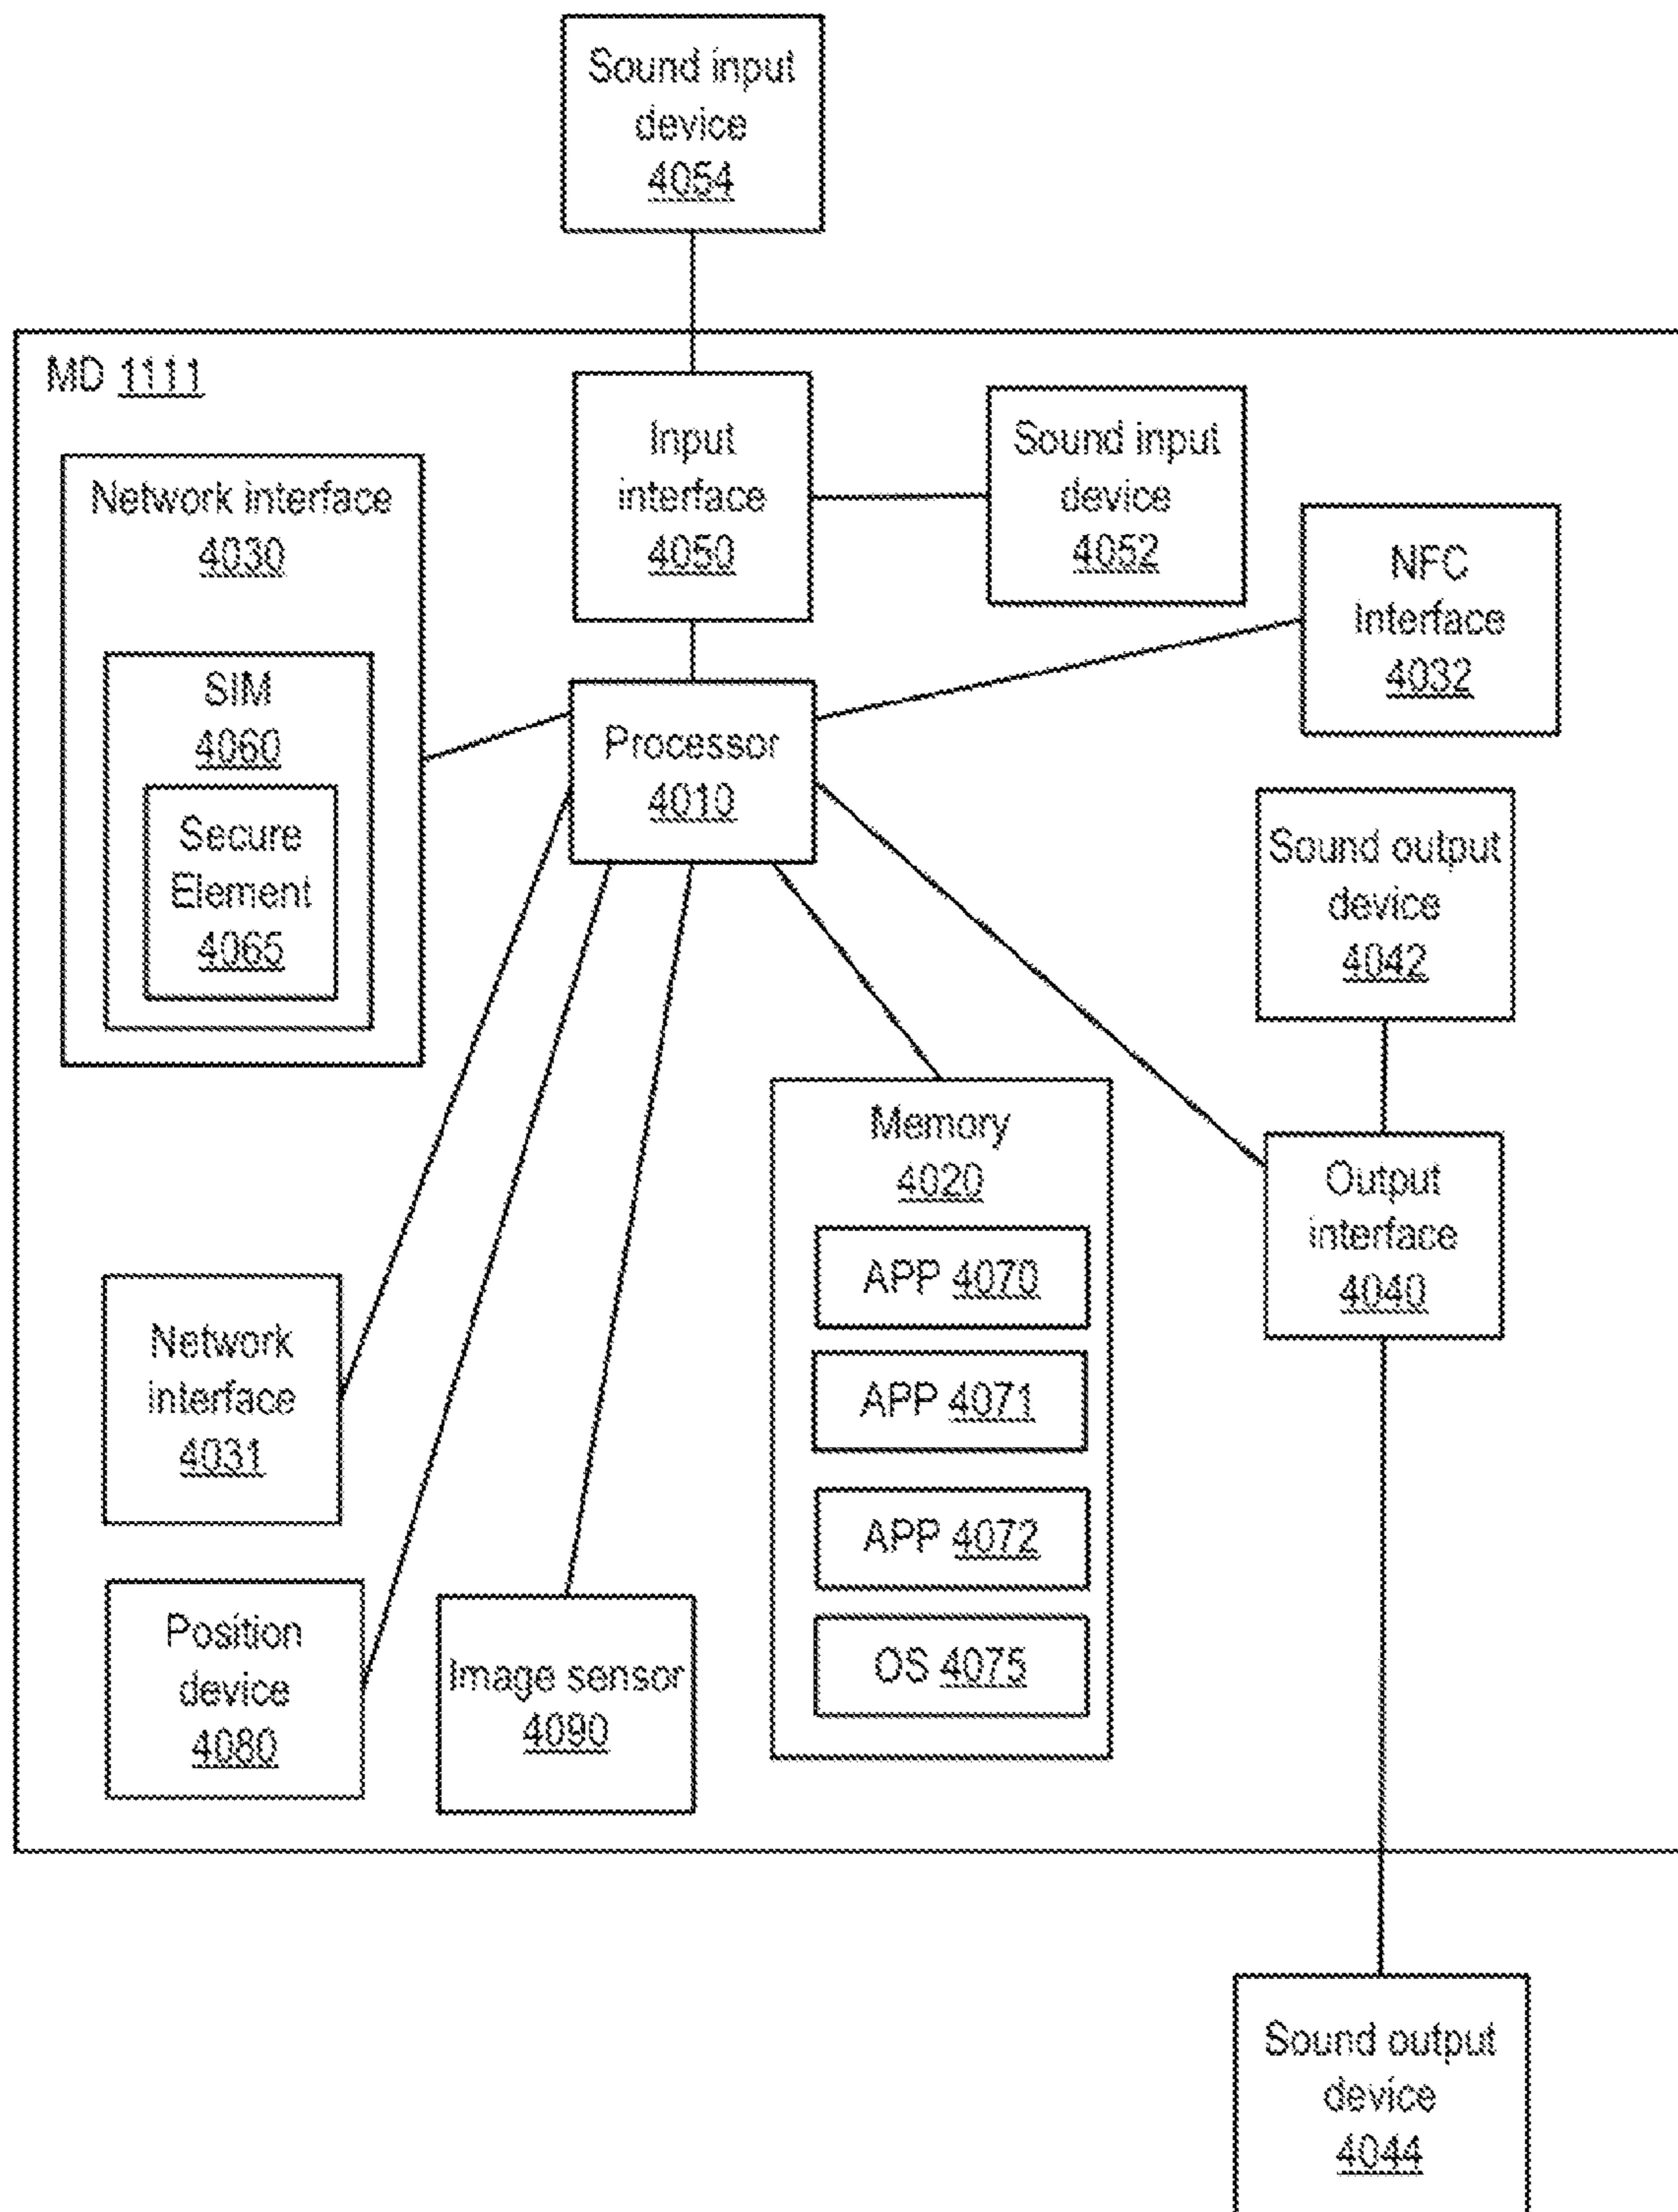 Sound input
device
4054
MD 1111
Input
interface
4050
Sound input
device
4052
Network interface
4030
NFC
Interface
4032
SIM
4060
Secure
Element
4065
Processor
4010
Sound output
device
4042
Memory
4020
APP 4070
APP 4071
APP 4072
OS 4075
Output
interface
4040
Network
interface
4031
Position
device
4080
Image sensor
4090
Sound output
device
4044